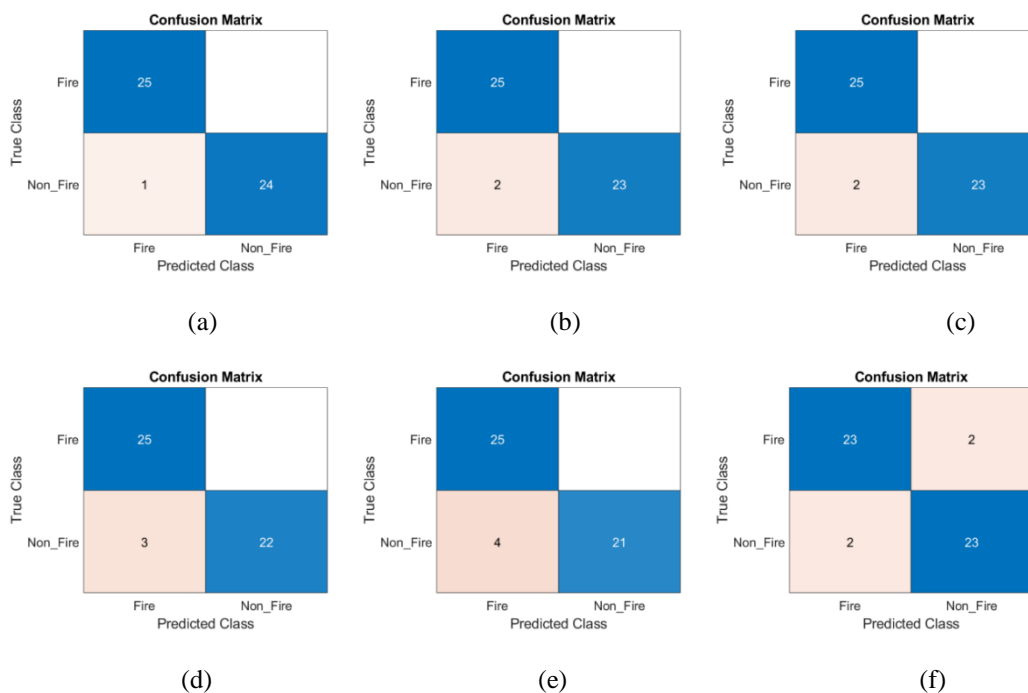 Confusion Matrix
True Class
Fire
25
Non_Fire
1
24
Fire
Non_Fire
Predicted Class
(a)
Confusion Matrix
True Class
Fire
25
Non_Fire
2
23
Fire
Non_Fire
Predicted Class
(b)
Confusion Matrix
True Class
Fire
25
Non_Fire
2
23
Fire
Non_Fire
Predicted Class
(c)
Confusion Matrix
True Class
Fire
25
Non_Fire
3
22
Fire
Non_Fire
Predicted Class
(d)
Confusion Matrix
True Class
Fire
25
Non_Fire
4
21
Fire
Non_Fire
Predicted Class
(e)
Confusion Matrix
True Class
Fire
23
2
Non_Fire
2
23
Fire
Non_Fire
Predicted Class
(f)